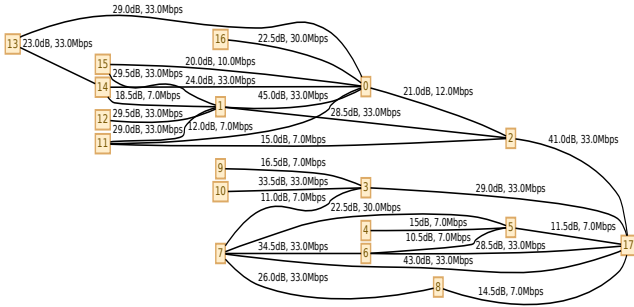 29.0dB, 33.0Mbps
13
23.0dB, 33.0Mbps
16
22.5dB, 30.0Mbps
15
20.0dB, 10.0Mbps
29.5dB, 33.0Mbps
14
24.0dB, 33.0Mbps
0
21.0dB, 12.0Mbps
18.5dB, 7.0Mbps
45.0dB, 33.0Mbps
1
28.5dB, 33.0Mbps
12
29.5dB, 33.0Mbps
12.0dB, 7.0Mbps
29.0dB, 33.0Mbps
11
15.0dB, 7.0Mbps
2
41.0dB, 33.0Mbps
9
16.5dB, 7.0Mbps
10
33.5dB, 33.0Mbps
3
29.0dB, 33.0Mbps
11.0dB, 7.0Mbps
22.5dB, 30.0Mbps
4
15dB, 7.0Mbps
5
11.5dB, 7.0Mbps
10.5dB, 7.0Mbps
7
34.5dB, 33.0Mbps
6
28.5dB, 33.0Mbps
17
43.0dB, 33.0Mbps
26.0dB, 33.0Mbps
8
14.5dB, 7.0Mbps